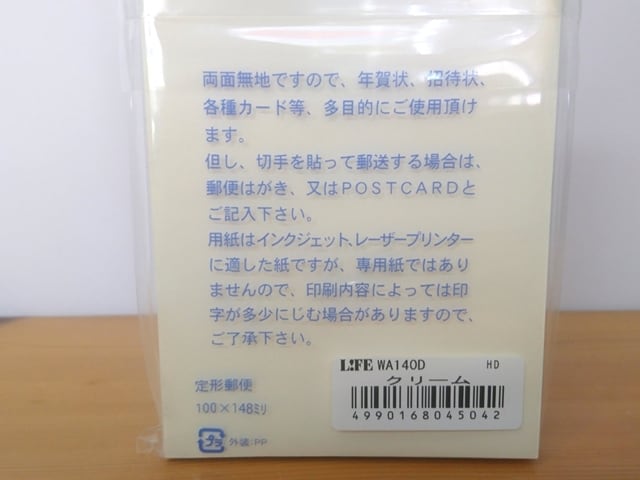 両面無地ですので、年賀状、招待状、
各種カード等、多目的にご使用頂け
ます。
但し、切手を貼って郵送する場合は、
郵便はがき、又はPOSTCARDと
ご記入下さい。
用紙はインクジェット、レーザープリンター
に適した紙ですが、専用紙ではあり
ませんので、印刷内容によっては印
字が多少にじむ場合がありますので、
ご了承下さい。
L!FE WA140D HD
クリーム
4990168045042
定形郵便
100×148ミリ
プラ 外装:PP